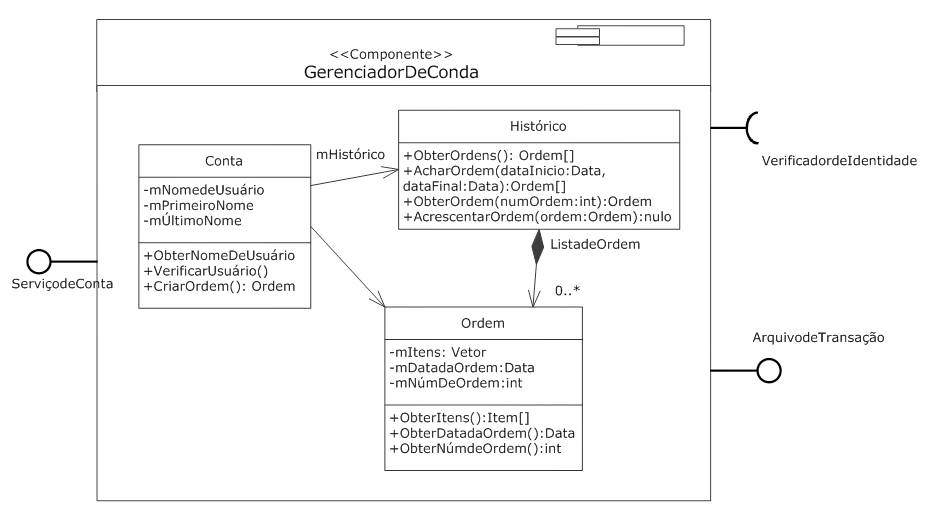 <<Componente>>
GerenciadorDeConda
Histórico
+ObterOrdens(): Ordem[]
+AcharOrdem(dataInicio:Data,
dataFinal:Data):Ordem[]
+ObterOrdem(numOrdem:int):Ordem
+AcrescentarOrdem(ordem:Ordem):nulo
mHistórico
Conta
-mNomedeUsuário
-mPrimeiroNome
-mÚltimoNome
+ObterNomeDeUsuário
+VerificarUsuário()
+CriarOrdem(): Ordem
VerificadordeIdentidade
ServiçodeConta
ListadeOrdem
0..*
Ordem
-mItens: Vetor
-mDatadaOrdem:Data
-mNúmDeOrdem:int
+ObterItens():Item[]
+ObterDatadaOrdem():Data
+ObterNúmdeOrdem():int
ArquivodeTransação